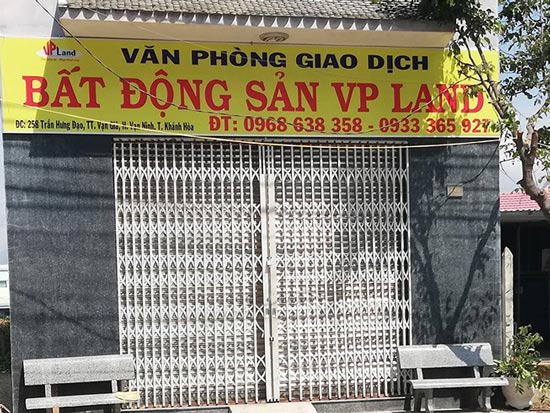 VP Land
VĂN PHÒNG GIAO DỊCH
BẤT ĐỘNG SẢN VP LAND
ĐC: 258 Trần Hưng Đạo, TT. Vạn Giã, H. Vạn Ninh, T. Khánh Hòa
ĐT: 0968 638 358 - 0933 365 927